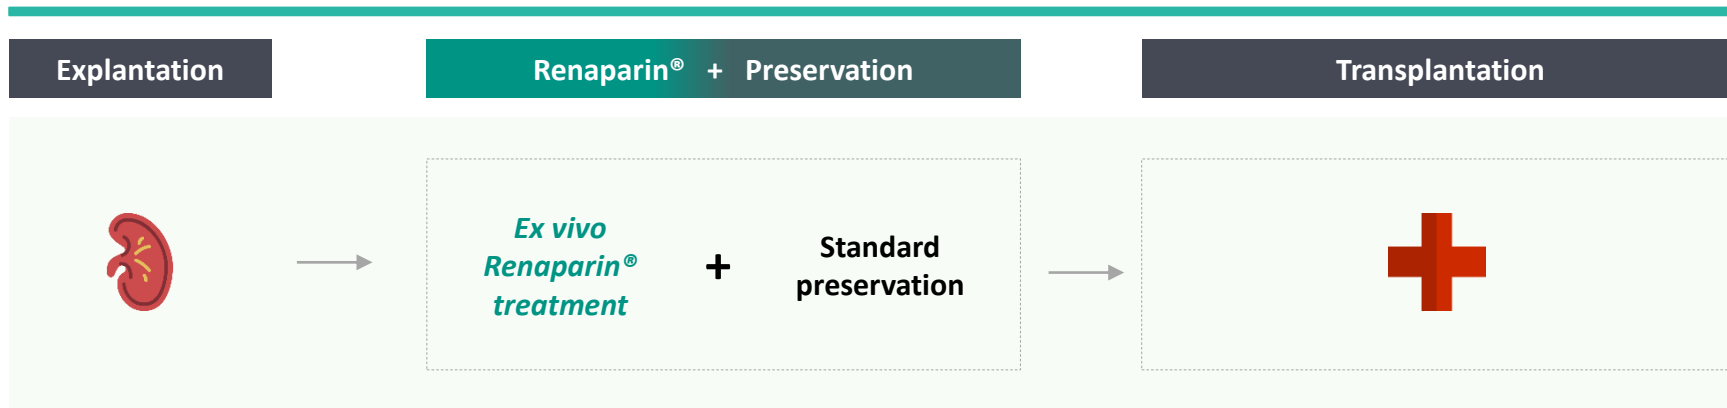 Explantation
Renaparin® + Preservation
Transplantation
Ex vivo
Renaparin®
treatment
+
Standard
preservation